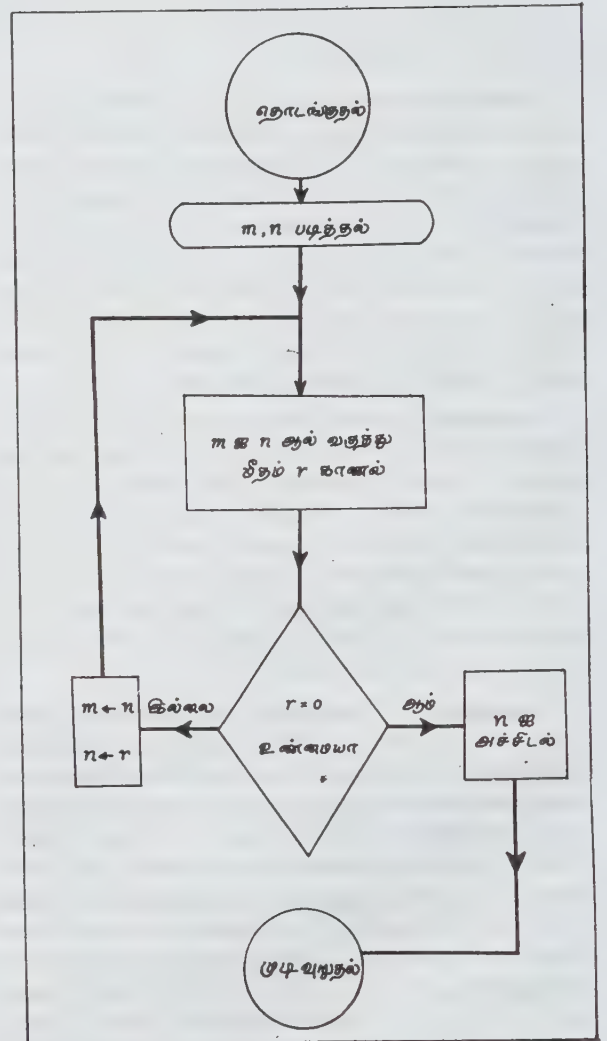 தொடங்குதல்
m, n படித்தல்
m ஐ n ஆல் வகுத்து
மீதம் r காணல்
r = 0
உண்மையா
இல்லை
m ← n
n ← r
ஆம்
n ஐ
அச்சிடல்
முடிவுறுதல்